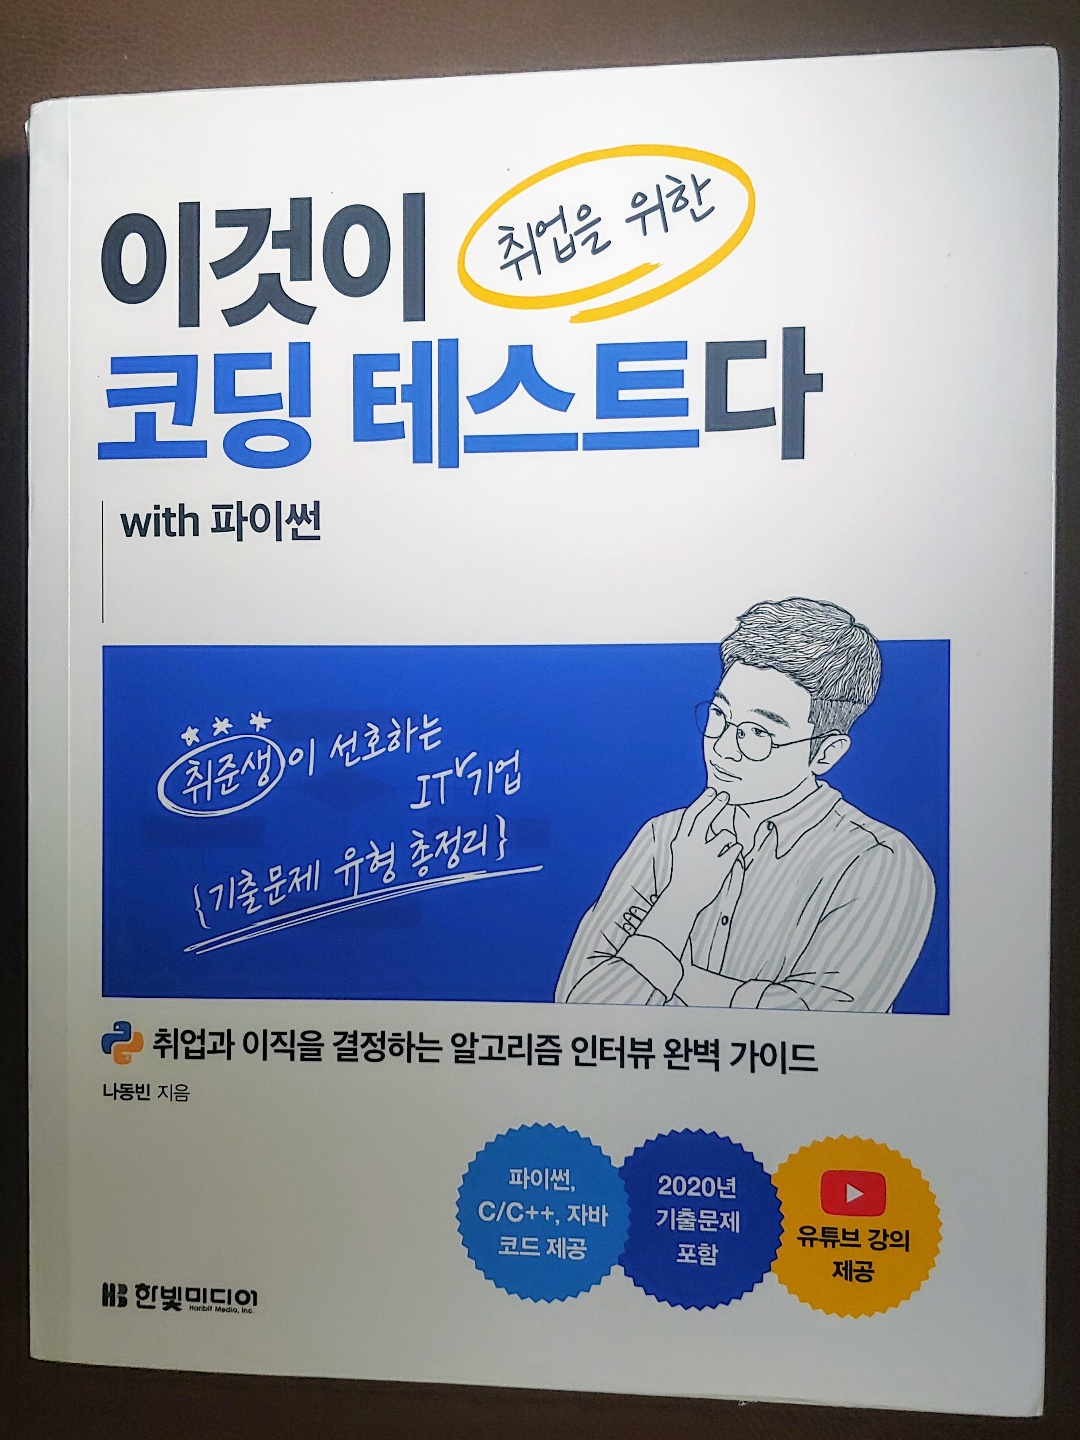 이것이
취업을 위한
코딩 테스트다
with 파이썬
취준생이 선호하는
IT 기업
{기출문제 유형 총정리}
취업과 이직을 결정하는 알고리즘 인터뷰 완벽 가이드
나동빈 지음
파이썬,
C/C++, 자바
코드 제공
2020년
기출문제
포함
유튜브 강의
제공
HB 한빛미디어
Hanbit Media, Inc.